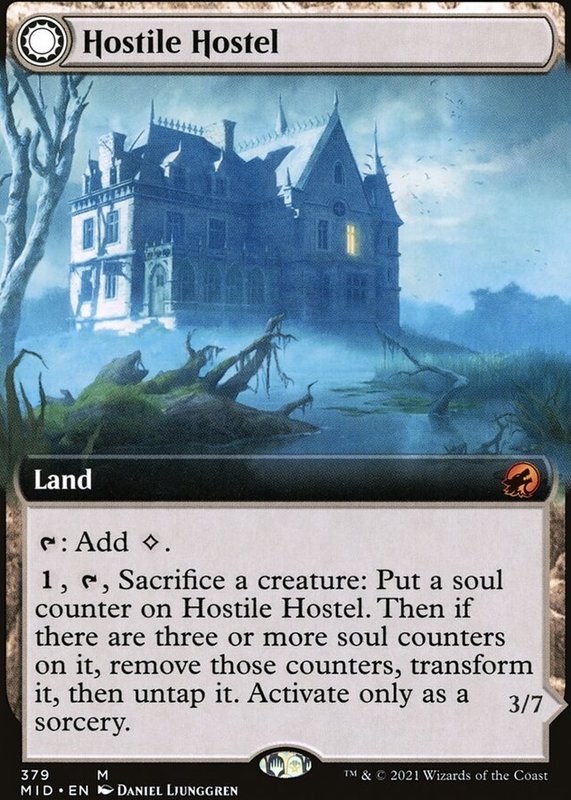 Hostile Hostel
Land
: Add .
1, , Sacrifice a creature: Put a soul
counter on Hostile Hostel. Then if
there are three or more soul counters
on it, remove those counters, transform
it, then untap it. Activate only as a
sorcery.
3/7
379 M
MID • EN Daniel Ljunggren
™ & © 2021 Wizards of the Coast